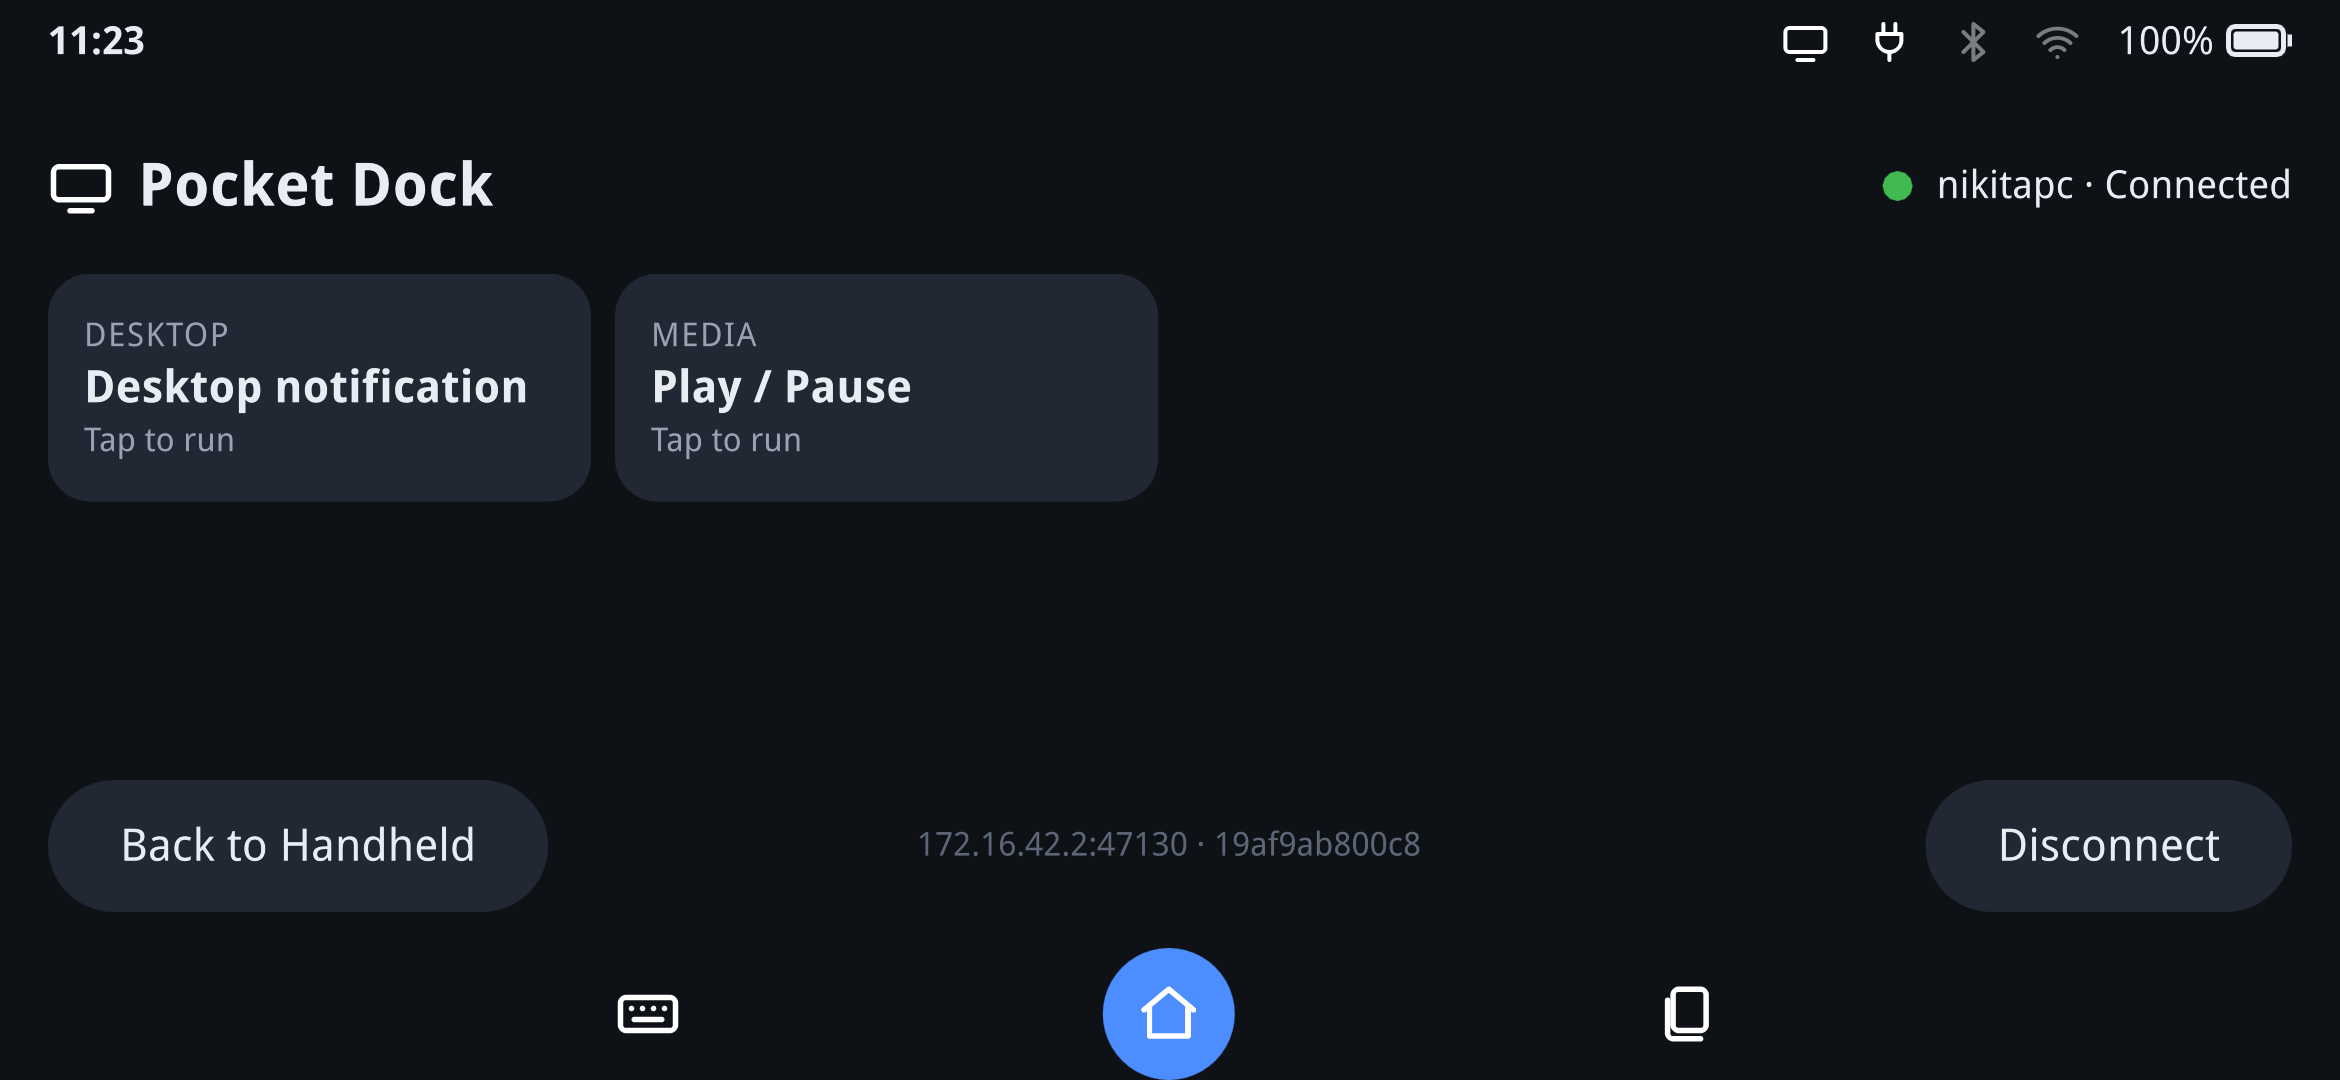 11:23
100%
Pocket Dock
nikitapc · Connected
DESKTOP
Desktop notification
Tap to run
MEDIA
Play / Pause
Tap to run
Back to Handheld
172.16.42.2:47130 · 19af9ab800c8
Disconnect